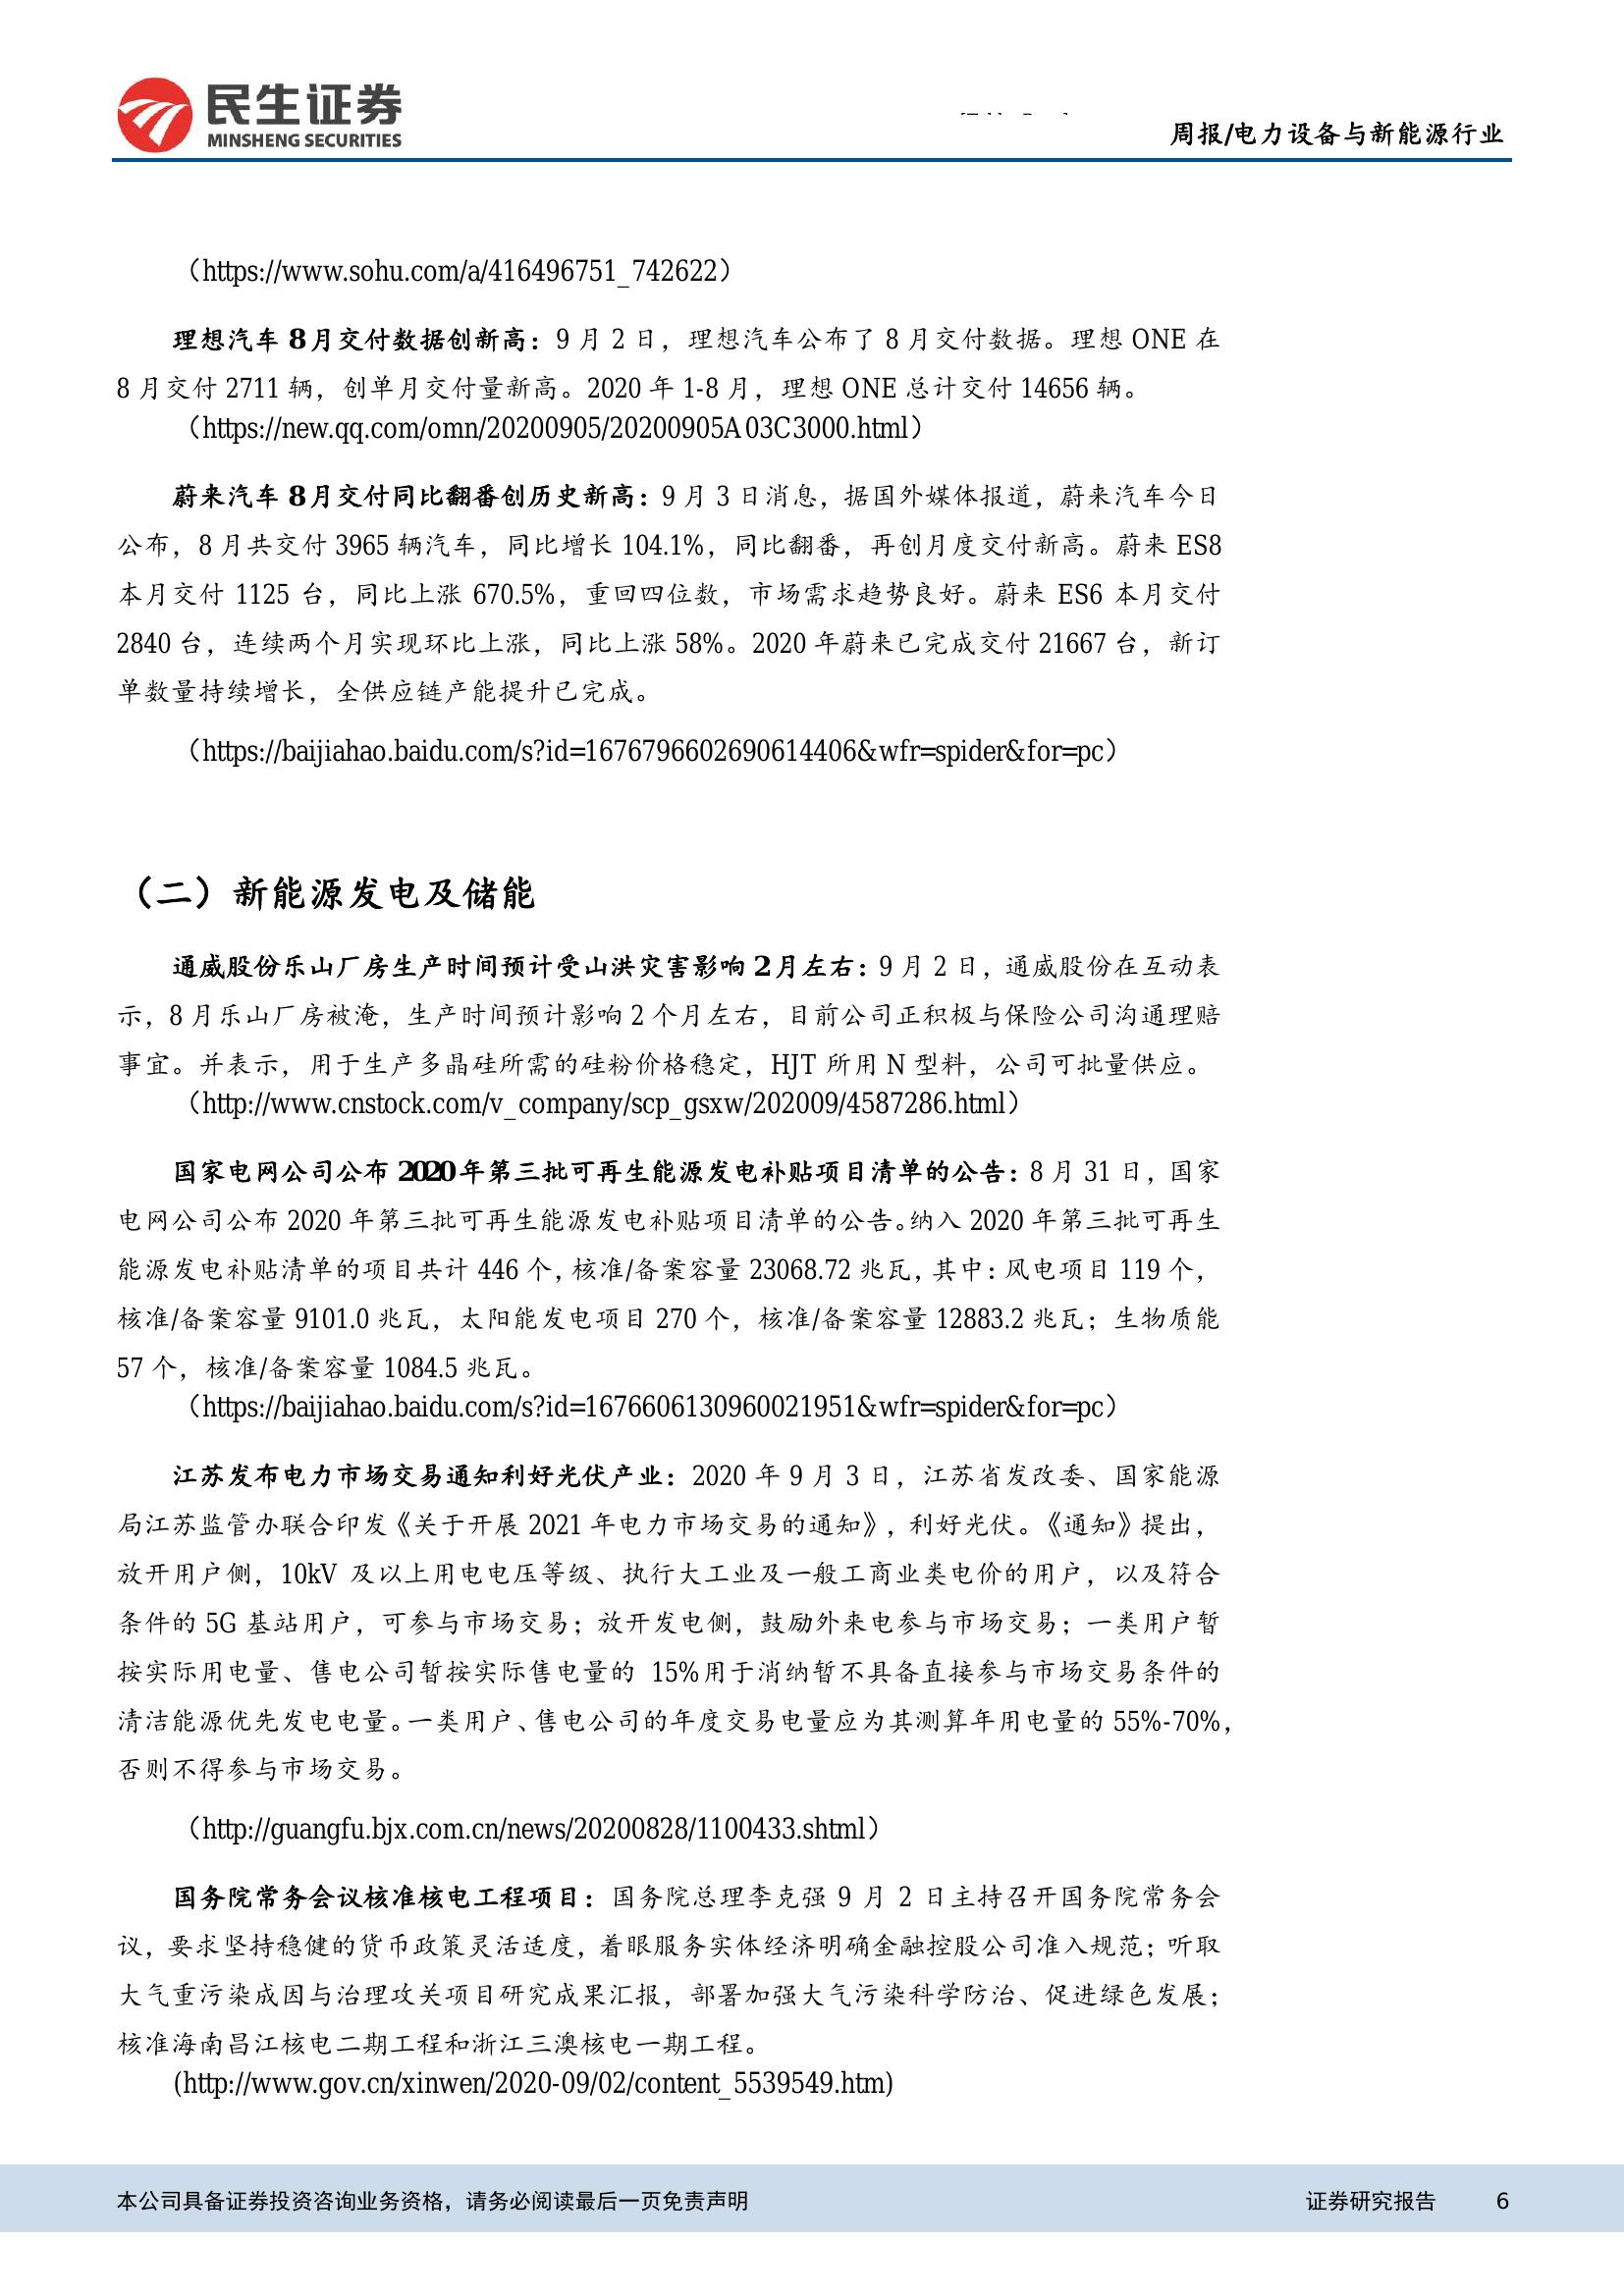 民生证券
MINSHENG SECURITIES
周报/电力设备与新能源行业
（https://www.sohu.com/a/416496751_742622）
理想汽车 8 月交付数据创新高：9 月 2 日，理想汽车公布了 8 月交付数据。理想 ONE 在
8 月交付 2711 辆，创单月交付量新高。2020 年 1-8 月，理想 ONE 总计交付 14656 辆。
（https://new.qq.com/omn/20200905/20200905A03C3000.html）
蔚来汽车 8 月交付同比翻番创历史新高：9 月 3 日消息，据国外媒体报道，蔚来汽车今日
公布，8 月共交付 3965 辆汽车，同比增长 104.1%，同比翻番，再创月度交付新高。蔚来 ES8
本月交付 1125 台，同比上涨 670.5%，重回四位数，市场需求趋势良好。蔚来 ES6 本月交付
2840 台，连续两个月实现环比上涨，同比上涨 58%。2020 年蔚来已完成交付 21667 台，新订
单数量持续增长，全供应链产能提升已完成。
（https://baijiahao.baidu.com/s?id=1676796602690614406&wfr=spider&for=pc）
（二）新能源发电及储能
通威股份乐山厂房生产时间预计受山洪灾害影响 2 月左右：9 月 2 日，通威股份在互动表
示，8 月乐山厂房被淹，生产时间预计影响 2 个月左右，目前公司正积极与保险公司沟通理赔
事宜。并表示，用于生产多晶硅所需的硅粉价格稳定，HJT 所用 N 型料，公司可批量供应。
（http://www.cnstock.com/v_company/scp_gsxw/202009/4587286.html）
国家电网公司公布 2020 年第三批可再生能源发电补贴项目清单的公告：8 月 31 日，国家
电网公司公布 2020 年第三批可再生能源发电补贴项目清单的公告。纳入 2020 年第三批可再生
能源发电补贴清单的项目共计 446 个，核准/备案容量 23068.72 兆瓦，其中：风电项目 119 个，
核准/备案容量 9101.0 兆瓦，太阳能发电项目 270 个，核准/备案容量 12883.2 兆瓦；生物质能
57 个，核准/备案容量 1084.5 兆瓦。
（https://baijiahao.baidu.com/s?id=1676606130960021951&wfr=spider&for=pc）
江苏发布电力市场交易通知利好光伏产业：2020 年 9 月 3 日，江苏省发改委、国家能源
局江苏监管办联合印发《关于开展 2021 年电力市场交易的通知》，利好光伏。《通知》提出，
放开用户侧，10kV 及以上用电电压等级、执行大工业及一般工商业类电价的用户，以及符合
条件的 5G 基站用户，可参与市场交易；放开发电侧，鼓励外来电参与市场交易；一类用户暂
按实际用电量、售电公司暂按实际售电量的 15%用于消纳暂不具备直接参与市场交易条件的
清洁能源优先发电电量。一类用户、售电公司的年度交易电量应为其测算年用电量的 55%-70%，
否则不得参与市场交易。
（http://guangfu.bjx.com.cn/news/20200828/1100433.shtml）
国务院常务会议核准核电工程项目：国务院总理李克强 9 月 2 日主持召开国务院常务会
议，要求坚持稳健的货币政策灵活适度，着眼服务实体经济明确金融控股公司准入规范；听取
大气重污染成因与治理攻关项目研究成果汇报，部署加强大气污染科学防治、促进绿色发展；
核准海南昌江核电二期工程和浙江三澳核电一期工程。
(http://www.gov.cn/xinwen/2020-09/02/content_5539549.htm)
本公司具备证券投资咨询业务资格，请务必阅读最后一页免责声明
证券研究报告 6